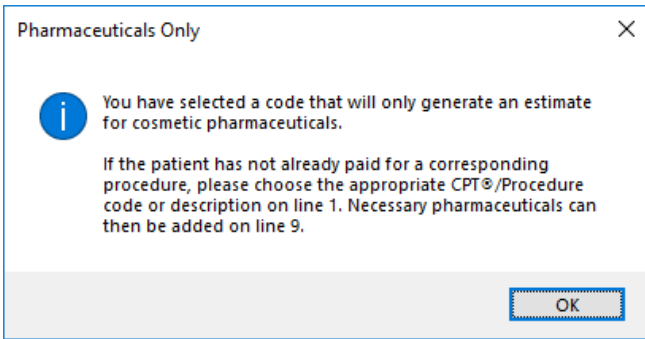 Pharmaceuticals Only
You have selected a code that will only generate an estimate
for cosmetic pharmaceuticals.
If the patient has not already paid for a corresponding
procedure, please choose the appropriate CPT®/Procedure
code or description on line 1. Necessary pharmaceuticals can
then be added on line 9.
OK